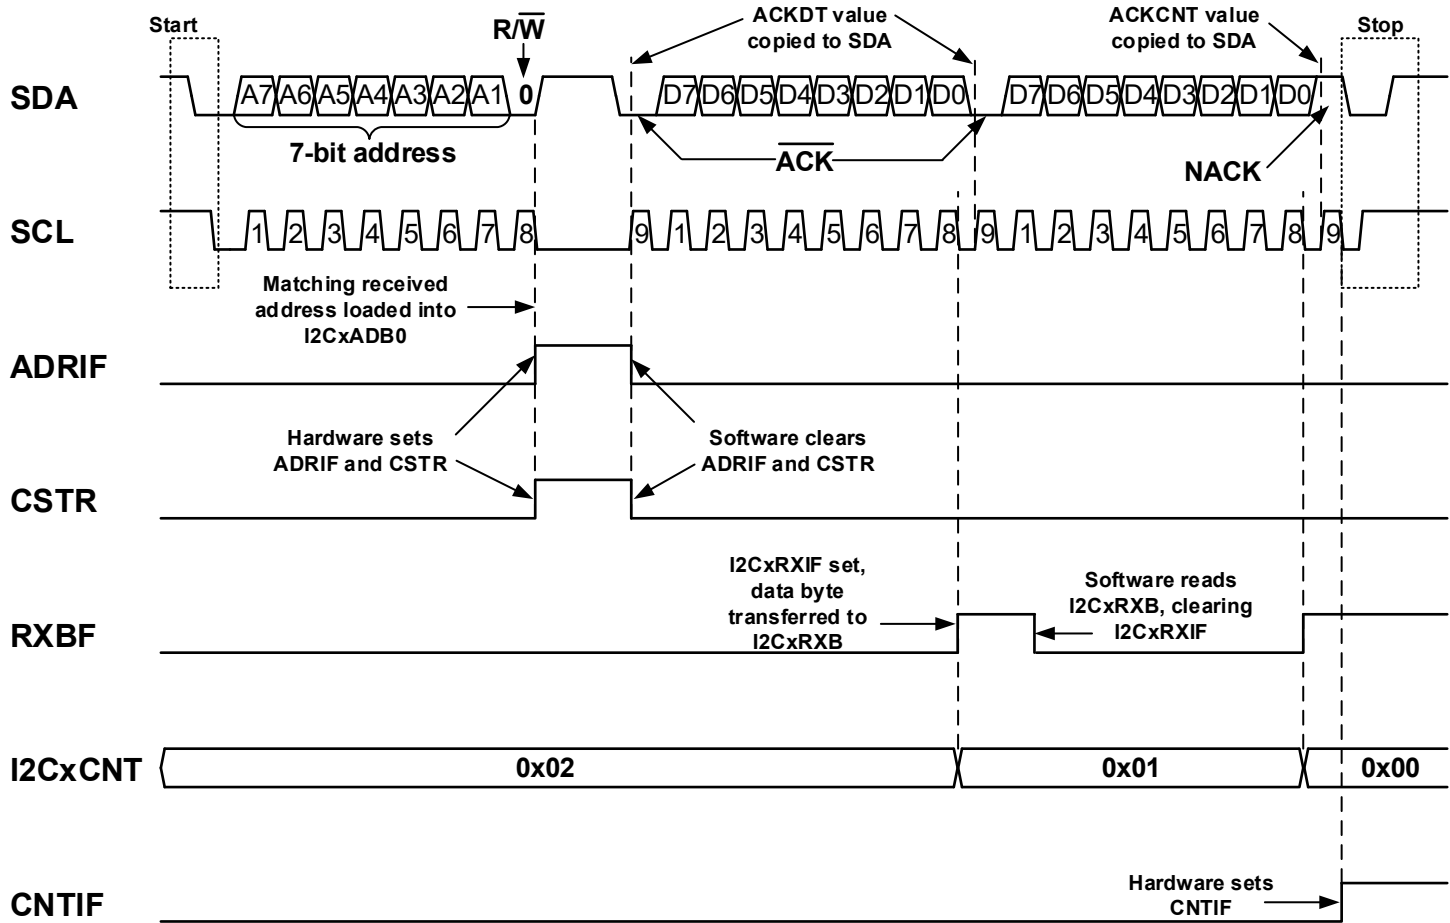 Start
R/W
ACKDT value
copied to SDA
ACKCNT value
copied to SDA
Stop
SDA
A7 A6 A5 A4 A3 A2 A1 0
D7 D6 D5 D4 D3 D2 D1 D0
D7 D6 D5 D4 D3 D2 D1 D0
7-bit address
ACK
NACK
SCL
1 2 3 4 5 6 7 8
9 1 2 3 4 5 6 7 8
9 1 2 3 4 5 6 7 8 9
Matching received
address loaded into
I2CxADB0
ADRIF
Hardware sets
ADRIF and CSTR
Software clears
ADRIF and CSTR
CSTR
I2CxRXIF set,
data byte
transferred to
I2CxRXB
Software reads
I2CxRXB, clearing
I2CxRXIF
RXBF
I2CxCNT
0x02
0x01
0x00
Hardware sets
CNTIF
CNTIF